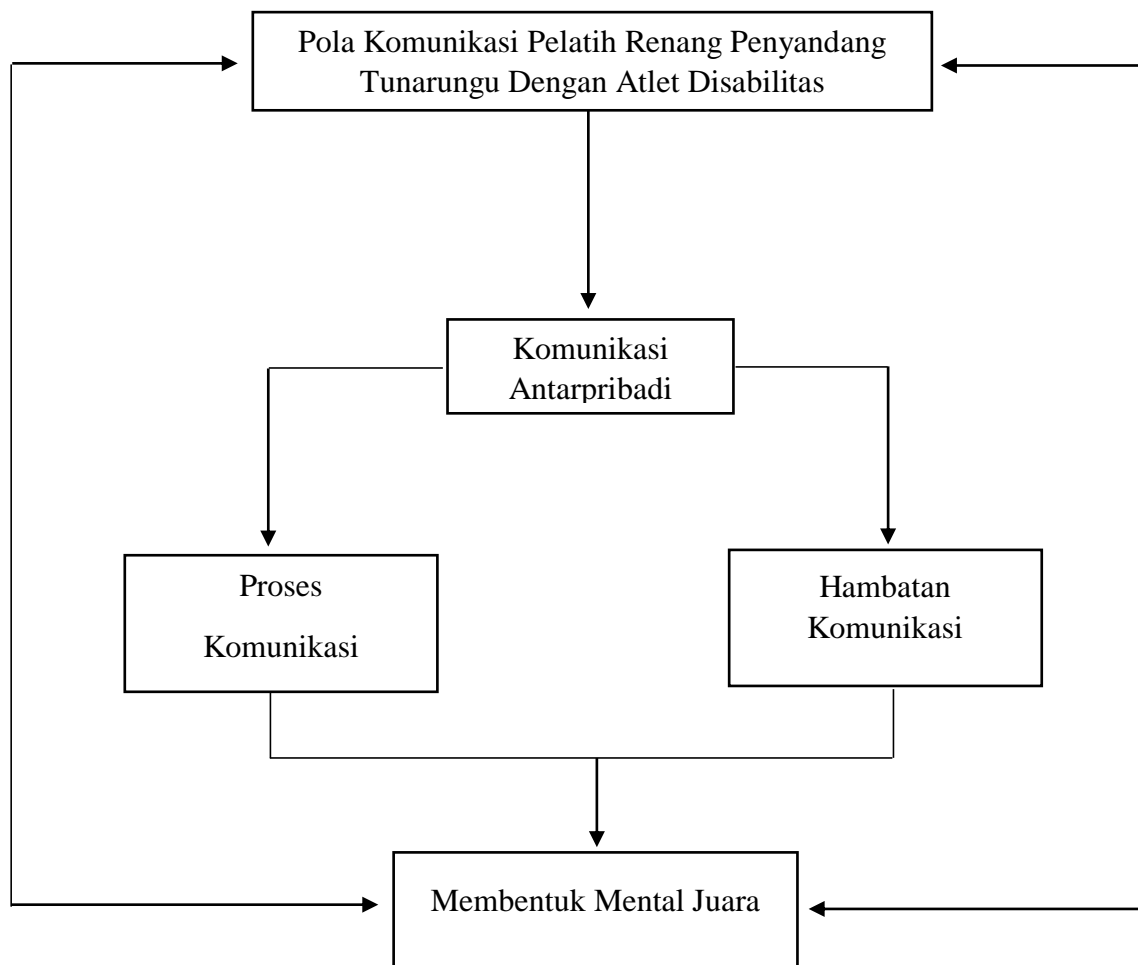 Pola Komunikasi Pelatih Renang Penyandang
Tunarungu Dengan Atlet Disabilitas
Komunikasi
Antarpribadi
Proses
Komunikasi
Hambatan
Komunikasi
Membentuk Mental Juara